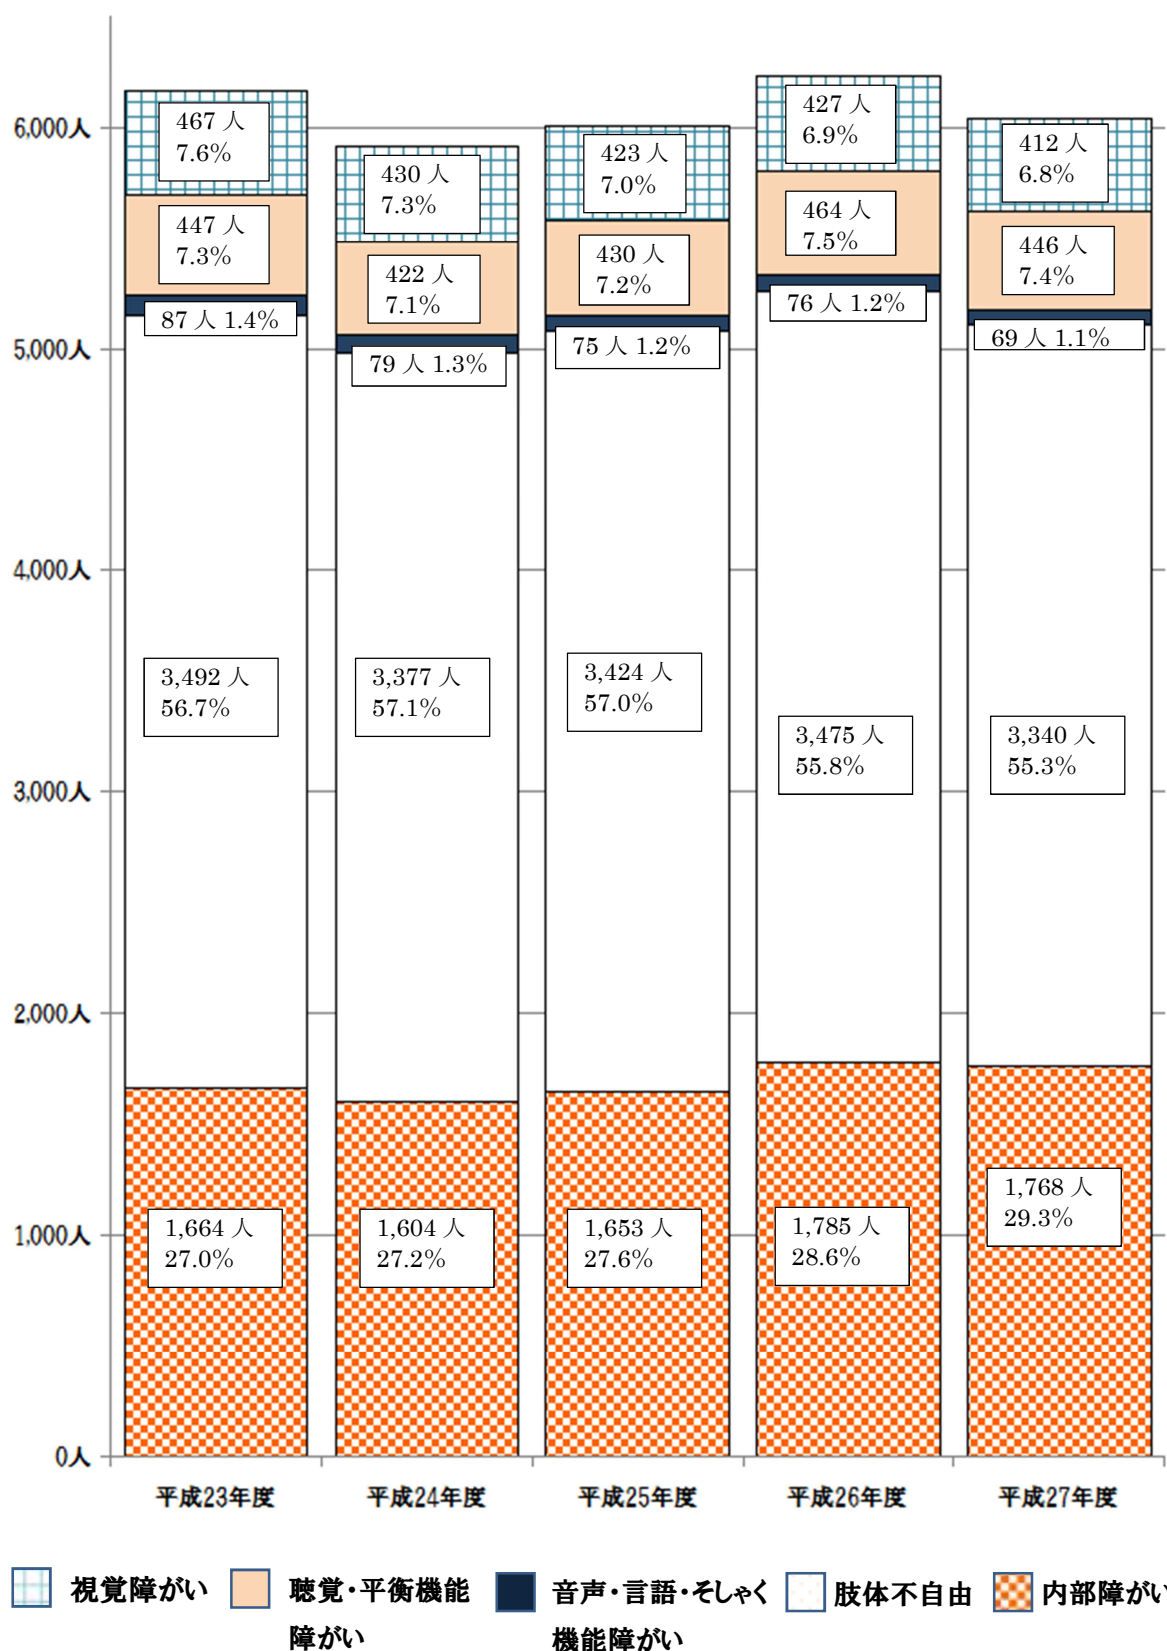 6,000人
5,000人
4,000人
3,000人
2,000人
1,000人
0人
467 人
7.6%
447 人
7.3%
87 人 1.4%
3,492 人
56.7%
1,664 人
27.0%
430 人
7.3%
422 人
7.1%
79 人 1.3%
3,377 人
57.1%
1,604 人
27.2%
423 人
7.0%
430 人
7.2%
75 人 1.2%
3,424 人
57.0%
1,653 人
27.6%
427 人
6.9%
464 人
7.5%
76 人 1.2%
3,475 人
55.8%
1,785 人
28.6%
412 人
6.8%
446 人
7.4%
69 人 1.1%
3,340 人
55.3%
1,768 人
29.3%
平成23年度
平成24年度
平成25年度
平成26年度
平成27年度
視覚障がい
聴覚・平衡機能
障がい
音声・言語・そしゃく
機能障がい
肢体不自由
内部障がい